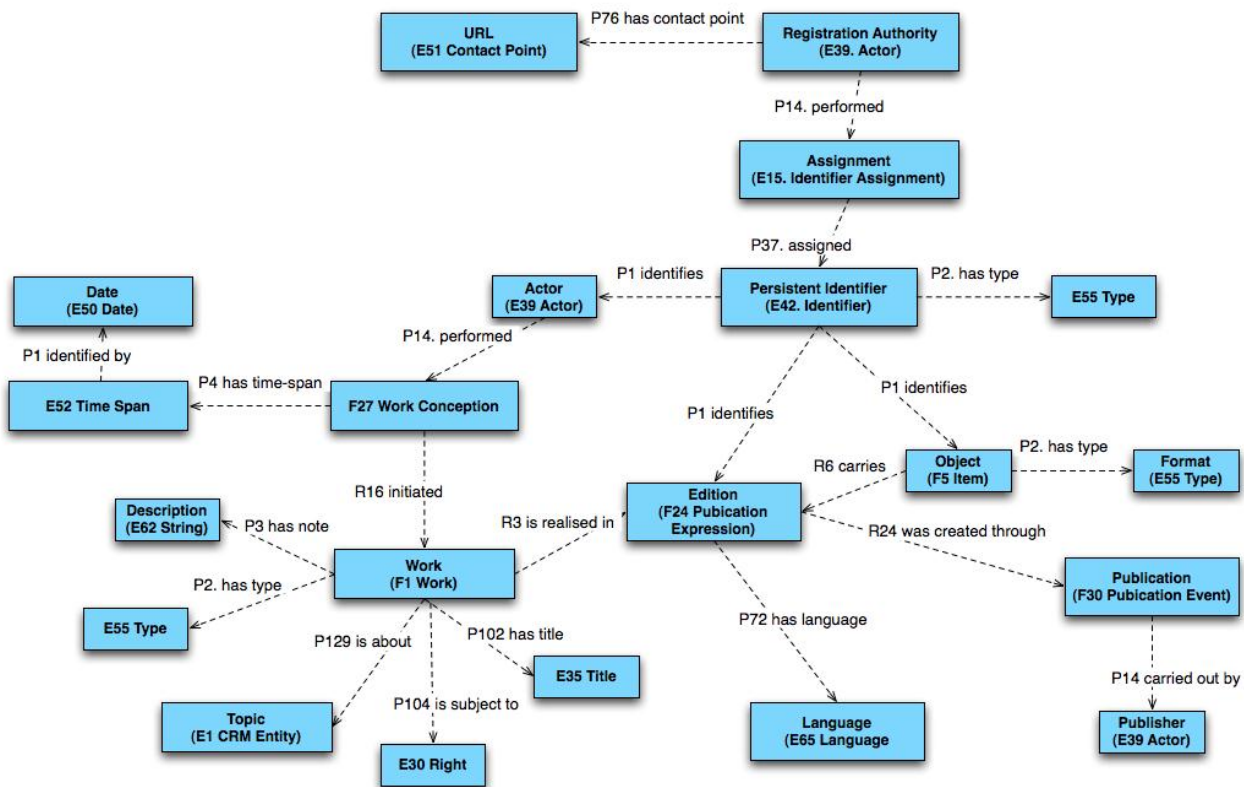 P76 has contact point
URL
(E51 Contact Point)
Registration Authority
(E39. Actor)
P14. performed
Assignment
(E15. Identifier Assignment)
P37. assigned
Date
(E50 Date)
Actor
(E39 Actor)
P1 identifies
Persistent Identifier
(E42. Identifier)
P2. has type
E55 Type
P14. performed
P1 identified by
P4 has time-span
E52 Time Span
F27 Work Conception
P1 identifies
P1 identifies
R6 carries
Object
(F5 Item)
P2. has type
Format
(E55 Type)
R16 initiated
Edition
(F24 Pubication
Expression)
Description
(E62 String)
P3 has note
R3 is realised in
R24 was created through
Work
(F1 Work)
Publication
(F30 Pubication Event)
P2. has type
E55 Type
P129 is about
P102 has title
P72 has language
E35 Title
P14 carried out by
P104 is subject to
Topic
(E1 CRM Entity)
Language
(E65 Language
Publisher
(E39 Actor)
E30 Right